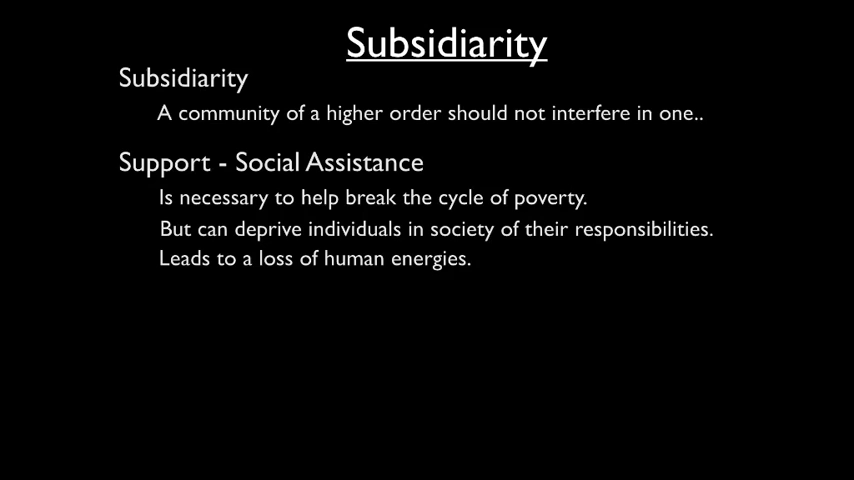 Subsidiarity
Subsidiarity
A community of a higher order should not interfere in one..
Support - Social Assistance
Is necessary to help break the cycle of poverty.
But can deprive individuals in society of their responsibilities.
Leads to a loss of human energies.